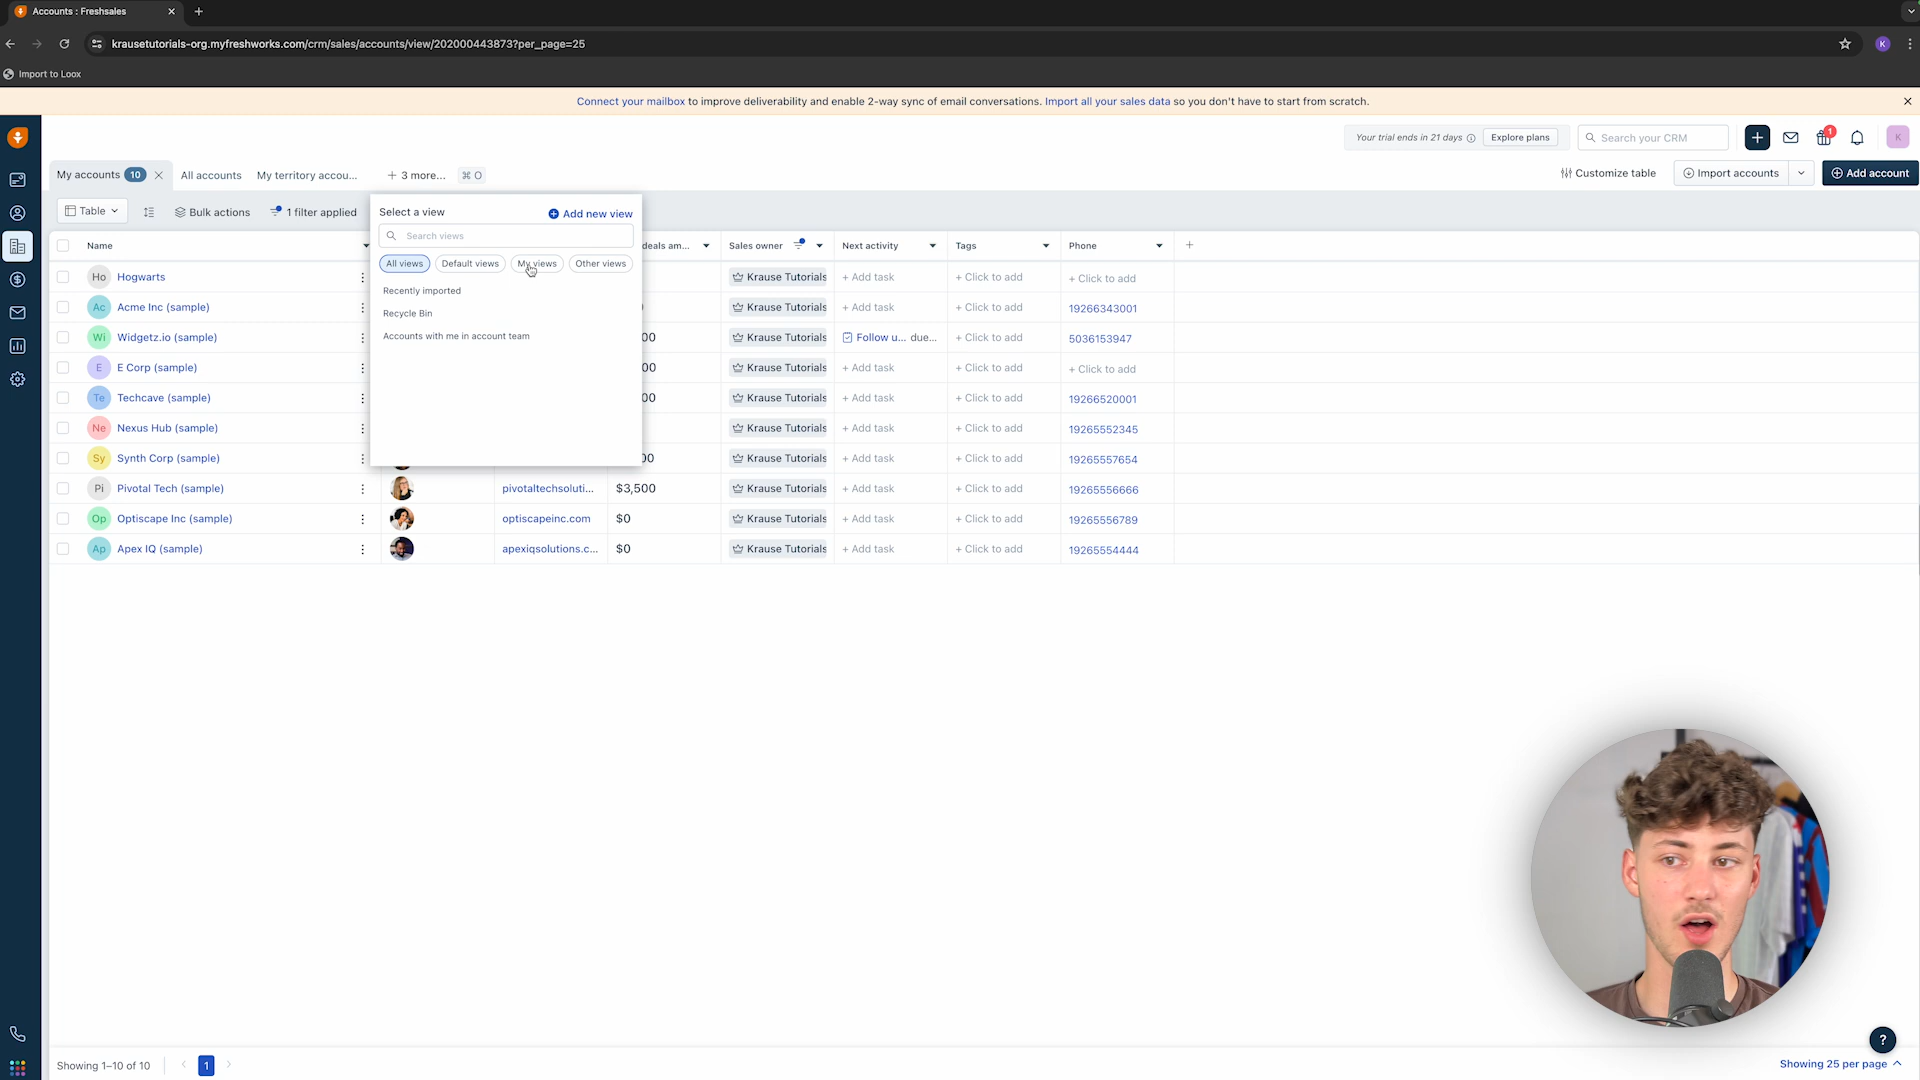 Accounts : Freshsales
krausetutorials-org.myfreshworks.com/crm/sales/accounts/view/202000443873?per_page=25
K
Import to Loox
Connect your mailbox to improve deliverability and enable 2-way sync of email conversations. Import all your sales data so you don't have to start from scratch.
Your trial ends in 21 days
Explore plans
Search your CRM
1
K
My accounts 10
All accounts
My territory accou...
+ 3 more...
⌘ O
Customize table
Import accounts
Add account
Table
Bulk actions
1 filter applied
Select a view
Add new view
Search views
All views
Default views
My views
Other views
Recently imported
Recycle Bin
Accounts with me in account team
Name
deals am...
Sales owner
Next activity
Tags
Phone
+
Ho Hogwarts Krause Tutorials + Add task + Click to add + Click to add
Ac Acme Inc (sample) Krause Tutorials + Add task + Click to add 19266343001
Wi Widgetz.io (sample) 00 Krause Tutorials Follow u... due... + Click to add 5036153947
E E Corp (sample) 00 Krause Tutorials + Add task + Click to add + Click to add
Te Techcave (sample) 00 Krause Tutorials + Add task + Click to add 19266520001
Ne Nexus Hub (sample) Krause Tutorials + Add task + Click to add 19265552345
Sy Synth Corp (sample) 00 Krause Tutorials + Add task + Click to add 19265557654
Pi Pivotal Tech (sample) pivotaltechsoluti... $3,500 Krause Tutorials + Add task + Click to add 19265556666
Op Optiscape Inc (sample) optiscapeinc.com $0 Krause Tutorials + Add task + Click to add 19265556789
Ap Apex IQ (sample) apexiqsolutions.c... $0 Krause Tutorials + Add task + Click to add 19265554444
?
Showing 1–10 of 10
1
Showing 25 per page